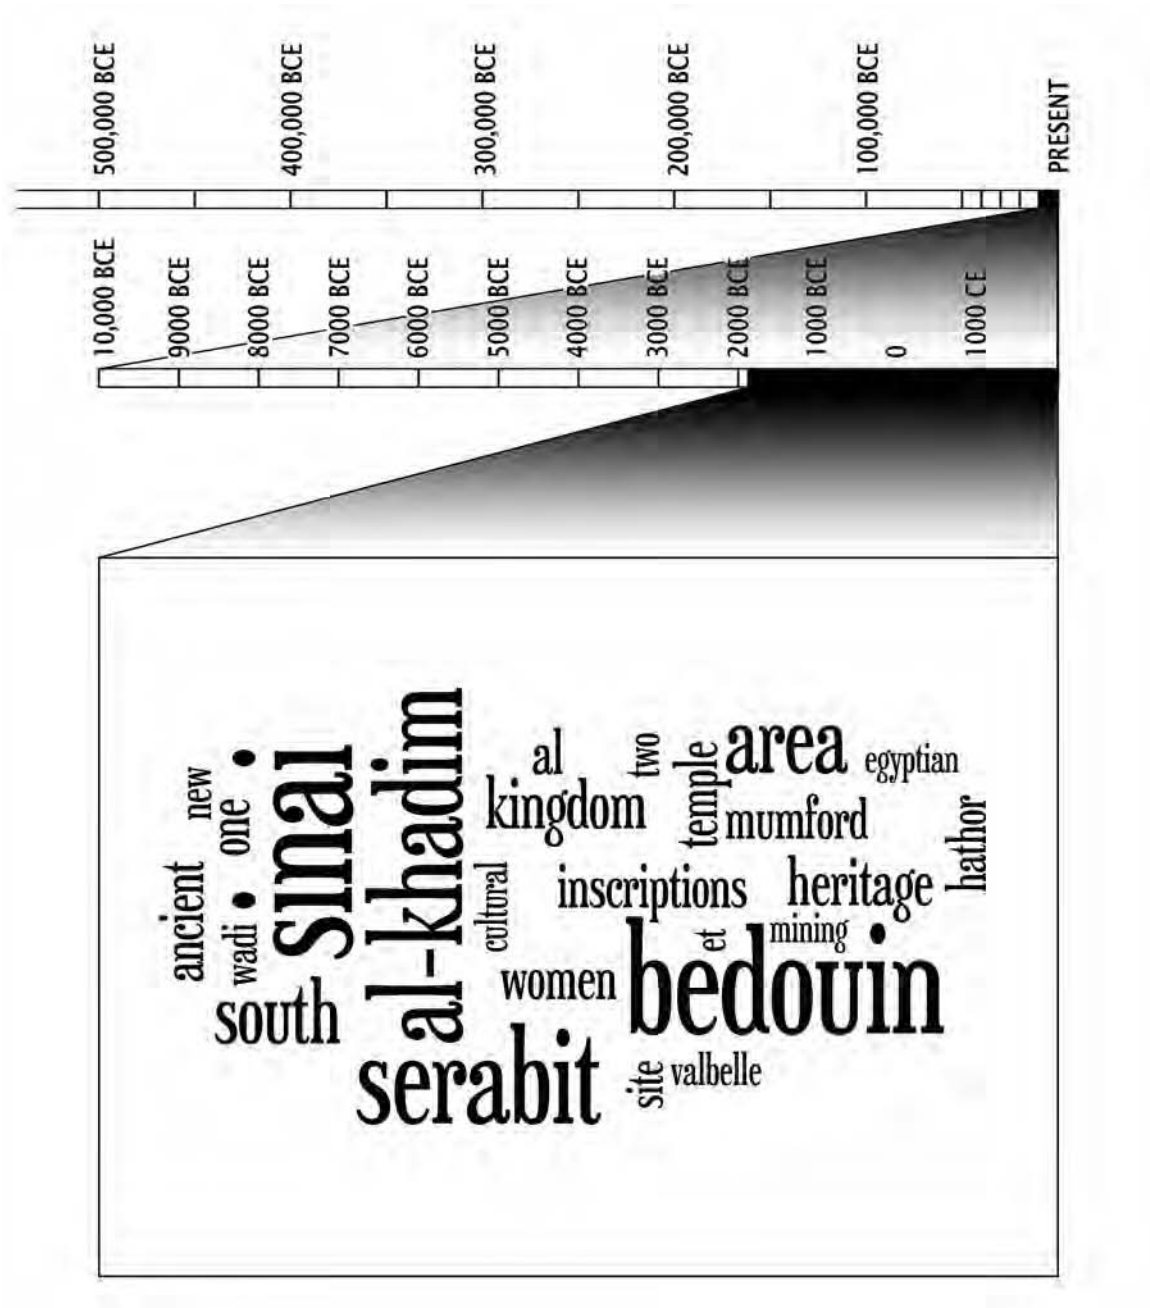 500,000 BCE
400,000 BCE
300,000 BCE
200,000 BCE
100,000 BCE
PRESENT
10,000 BCE
9000 BCE
8000 BCE
7000 BCE
6000 BCE
5000 BCE
4000 BCE
3000 BCE
2000 BCE
1000 BCE
0
1000 CE
ancient
new
wadi
one
sinai
south
al-khadim
serabit
cultural
al
kingdom
two
temple
area
egyptian
mumford
hathor
inscriptions
heritage
mining
et
women
bedouin
site
valbelle